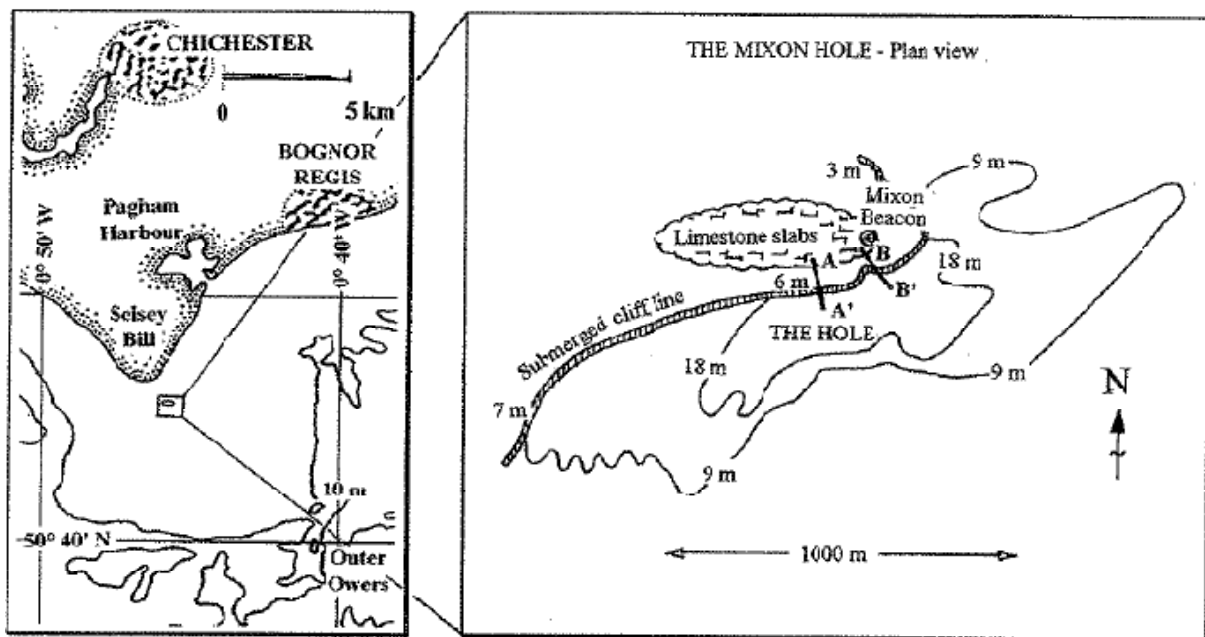 CHICHESTER
0
5 km
BOGNOR
REGIS
Pagham
Harbour
0° 50' W
0° 40' W
Selsey
Bill
10 m
50° 40' N
Outer
Owers
THE MIXON HOLE - Plan view
3 m
9 m
Mixon
Beacon
Limestone slabs
A
B
18 m
6 m
B'
A'
Submerged cliff line
THE HOLE
18 m
9 m
N
7 m
9 m
1000 m